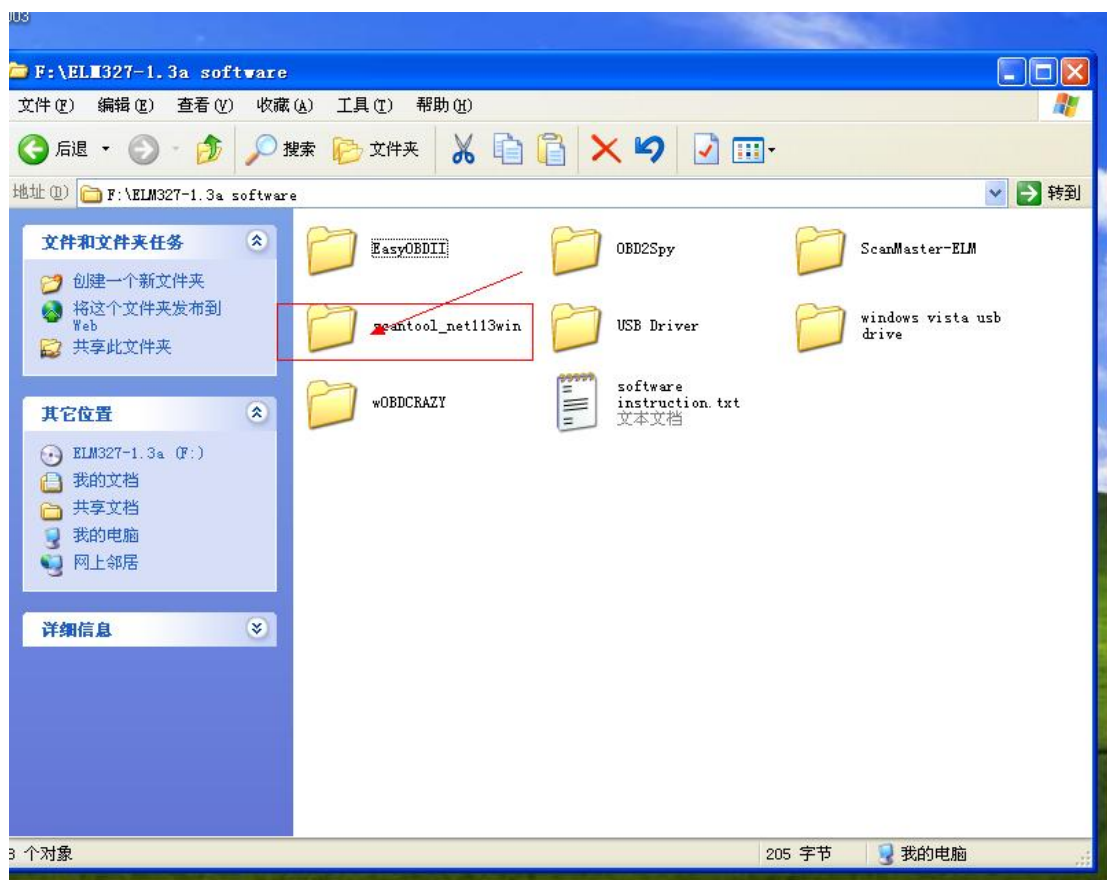 003
F:\ELM327-1.3a software
文件(F) 编辑(E) 查看(V) 收藏(A) 工具(T) 帮助(H)
后退 搜索 文件夹
地址(D) F:\ELM327-1.3a software 转到
文件和文件夹任务
创建一个新文件夹
将这个文件夹发布到
Web
共享此文件夹
其它位置
ELM327-1.3a (F:)
我的文档
共享文档
我的电脑
网上邻居
详细信息
EasyOBDII OBD2Spy ScanMaster-ELM
scantool_net113win USB Driver windows vista usb
drive
wOBDCRAZY software
instruction.txt
文本文档
8 个对象 205 字节 我的电脑